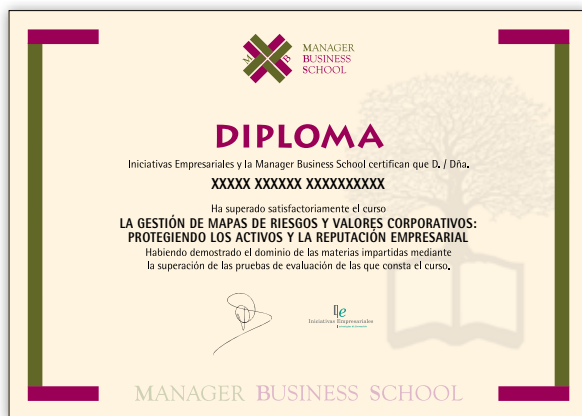 M B
MANAGER
BUSINESS
SCHOOL
DIPLOMA
Iniciativas Empresariales y la Manager Business School certifican que D. / Dña.
XXXXX XXXXXX XXXXXXXXXX
Ha superado satisfactoriamente el curso
LA GESTIÓN DE MAPAS DE RIESGOS Y VALORES CORPORATIVOS:
PROTEGIENDO LOS ACTIVOS Y LA REPUTACIÓN EMPRESARIAL
Habiendo demostrado el dominio de las materias impartidas mediante
la superación de las pruebas de evaluación de las que consta el curso.
Ie
Iniciativas Empresariales
MANAGER BUSINESS SCHOOL